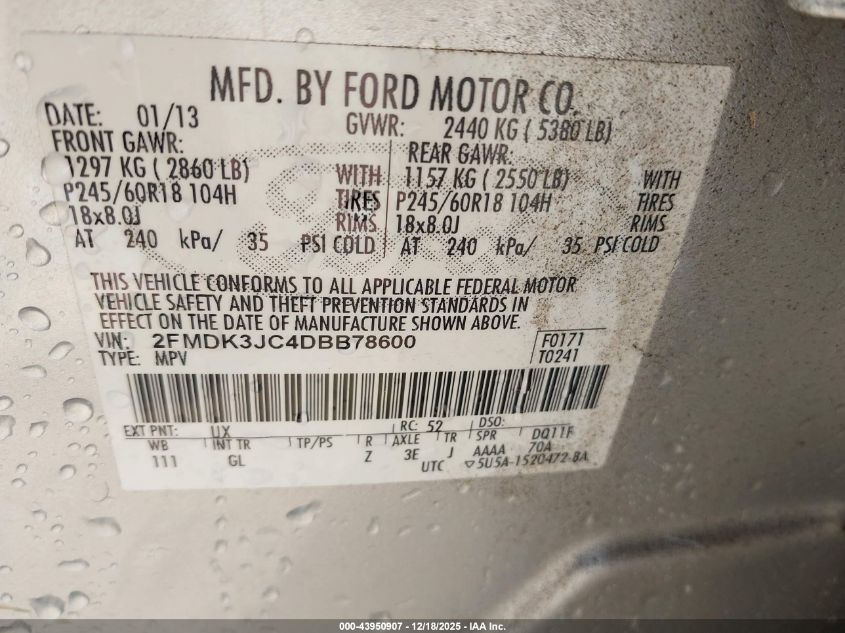 MFD. BY FORD MOTOR CO.
DATE: 01/13 GVWR: 2440 KG ( 5380 LB)
FRONT GAWR: REAR GAWR:
1297 KG ( 2860 LB) WITH 1157 KG ( 2550 LB) WITH
P245/60R18 104H TIRES P245/60R18 104H TIRES
18x8.0J RIMS 18x8.0J RIMS
AT 240 kPa/ 35 PSI COLD AT 240 kPa/ 35 PSI COLD
THIS VEHICLE CONFORMS TO ALL APPLICABLE FEDERAL MOTOR
VEHICLE SAFETY AND THEFT PREVENTION STANDARDS IN
EFFECT ON THE DATE OF MANUFACTURE SHOWN ABOVE.
VIN: 2FMDK3JC4DBB78600 F0171
TYPE: MPV T0241
EXT PNT: UX RC: 52 DSO:
WB INT TR TP/PS R AXLE TR SPR DQ11F
111 GL Z 3E J AAAA 70A
UTC ▽5U5A-1520472-BA
000-43950907 - 12/18/2025 - IAA Inc.